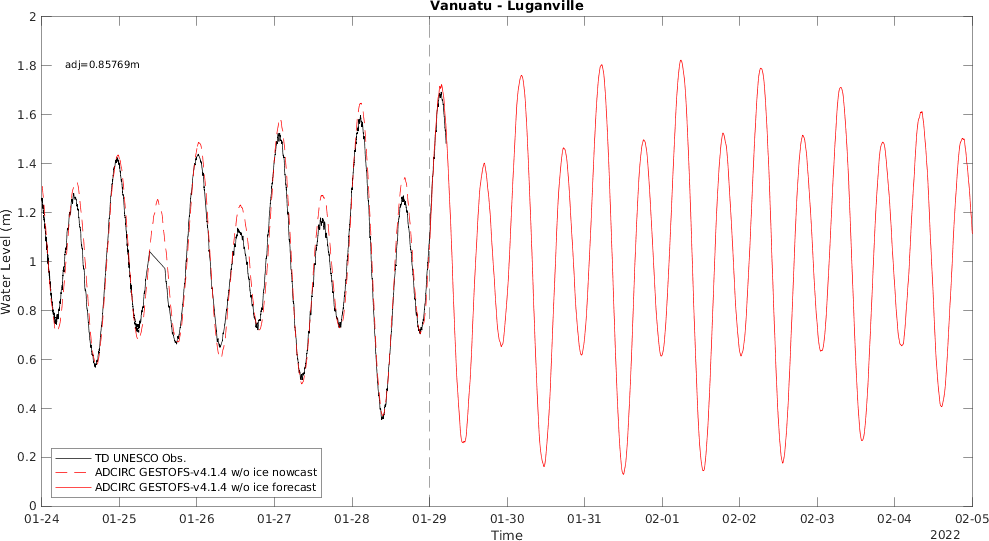 Vanuatu - Luganville
2
1.8
adj=0.85769m
1.6
1.4
1.2
1
0.8
0.6
0.4
0.2
0
Water Level (m)
TD UNESCO Obs.
ADCIRC GESTOFS-v4.1.4 w/o ice nowcast
ADCIRC GESTOFS-v4.1.4 w/o ice forecast
01-24 01-25 01-26 01-27 01-28 01-29 01-30 01-31 02-01 02-02 02-03 02-04 02-05
Time
2022